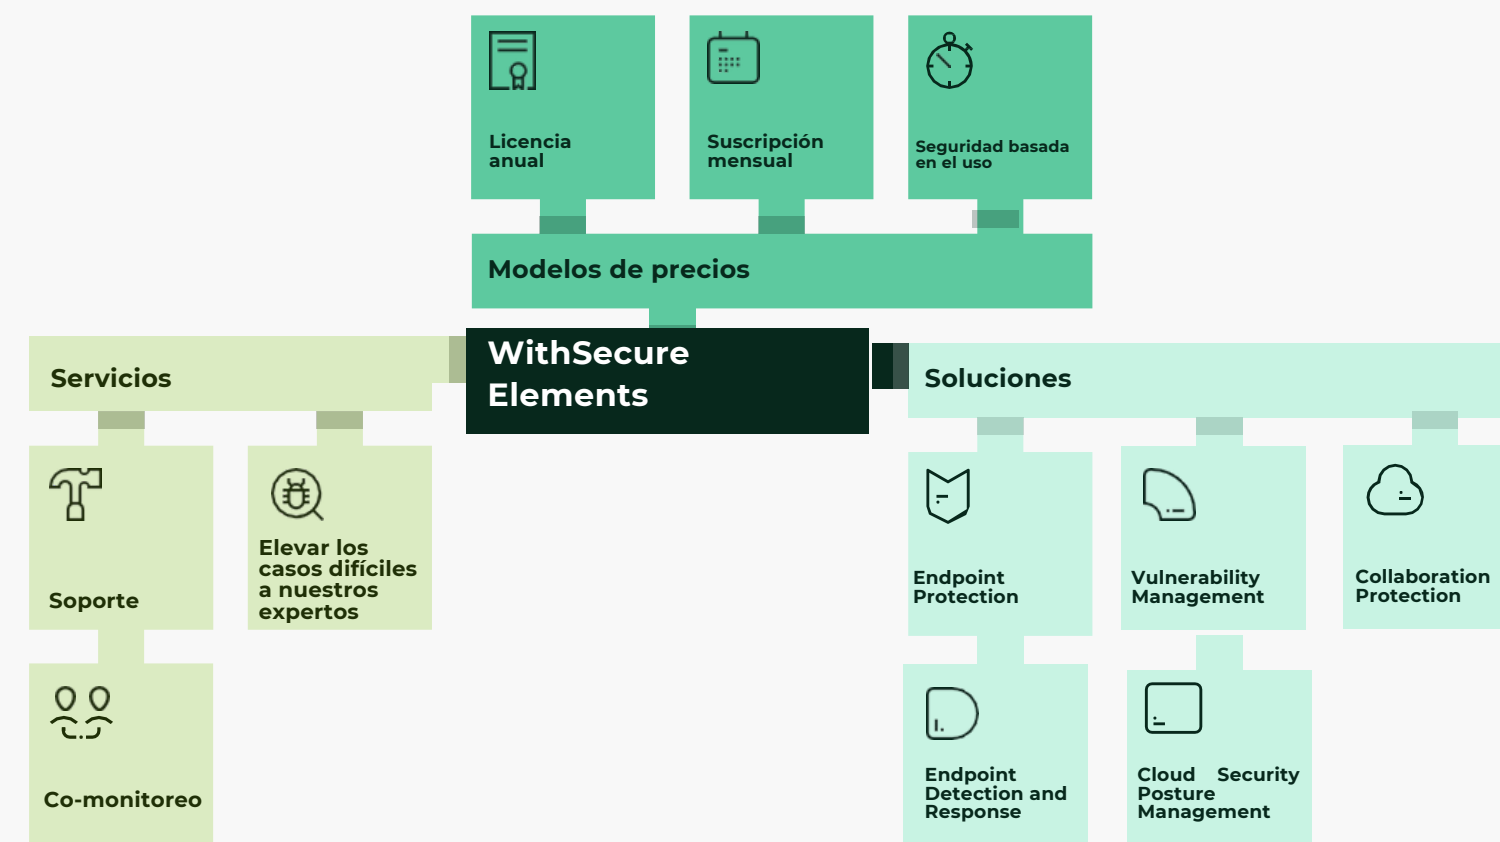 Licencia
anual
Suscripción
mensual
Seguridad basada
en el uso
Modelos de precios
WithSecure
Elements
Servicios
Soluciones
Soporte
Elevar los
casos difíciles
a nuestros
expertos
Endpoint
Protection
Vulnerability
Management
Collaboration
Protection
Co-monitoreo
Endpoint
Detection and
Response
Cloud Security
Posture
Management